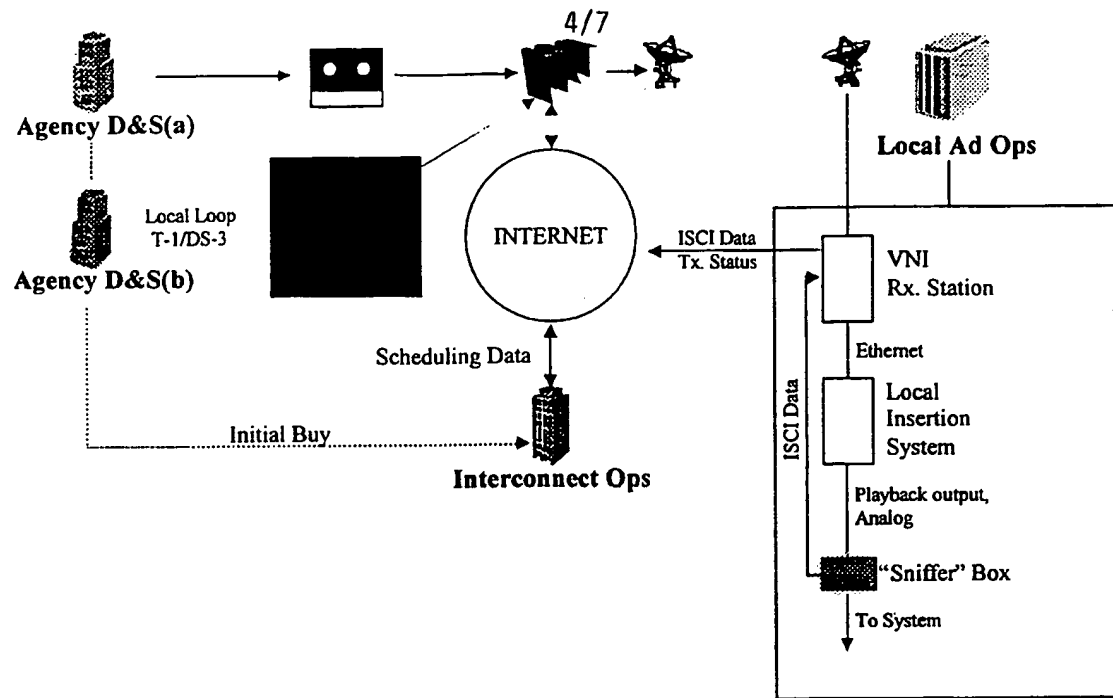 4/7
Agency D&S(a)
Local Ad Ops
Local Loop
T-1/DS-3
Agency D&S(b)
INTERNET
ISCI Data
Tx. Status
VNI
Rx. Station
Scheduling Data
Ethernet
ISCI Data
Local
Insertion
System
Initial Buy
Interconnect Ops
Playback output,
Analog
"Sniffer" Box
To System